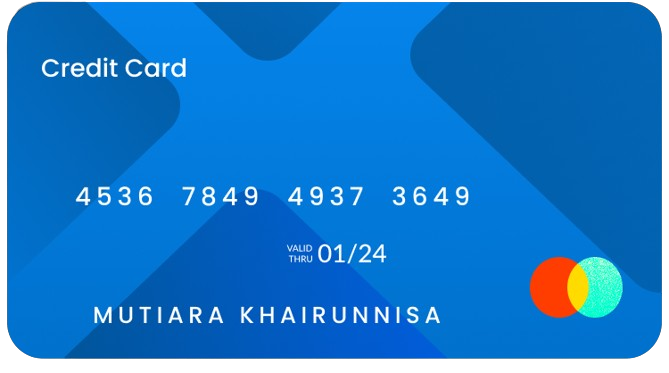 Credit Card
4536 7849 4937 3649
VALID THRU 01/24
MUTIARA KHAIRUNNISA